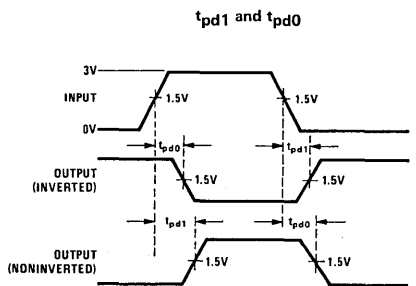 tpd1 and tpd0
3V
INPUT
1.5V
1.5V
0V
tpd0
tpd1
OUTPUT
(INVERTED)
1.5V
1.5V
tpd1
tpd0
OUTPUT
(NONINVERTED)
1.5V
1.5V